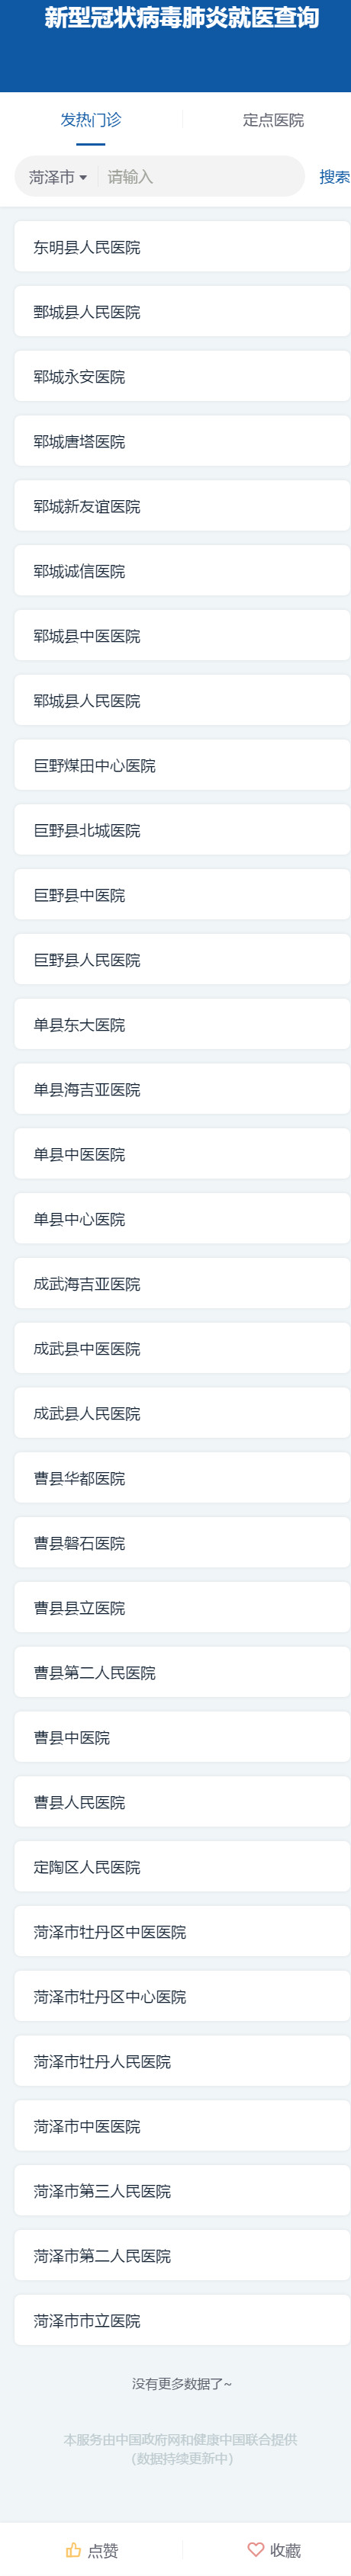 新型冠状病毒肺炎就医查询
发热门诊
定点医院
菏泽市
请输入
搜索
东明县人民医院
鄄城县人民医院
郓城永安医院
郓城唐塔医院
郓城新友谊医院
郓城诚信医院
郓城县中医医院
郓城县人民医院
巨野煤田中心医院
巨野县北城医院
巨野县中医院
巨野县人民医院
单县东大医院
单县海吉亚医院
单县中医医院
单县中心医院
成武海吉亚医院
成武县中医医院
成武县人民医院
曹县华都医院
曹县磐石医院
曹县县立医院
曹县第二人民医院
曹县中医院
曹县人民医院
定陶区人民医院
菏泽市牡丹区中医医院
菏泽市牡丹区中心医院
菏泽市牡丹人民医院
菏泽市中医医院
菏泽市第三人民医院
菏泽市第二人民医院
菏泽市市立医院
没有更多数据了~
本服务由中国政府网和健康中国联合提供
（数据持续更新中）
点赞
收藏